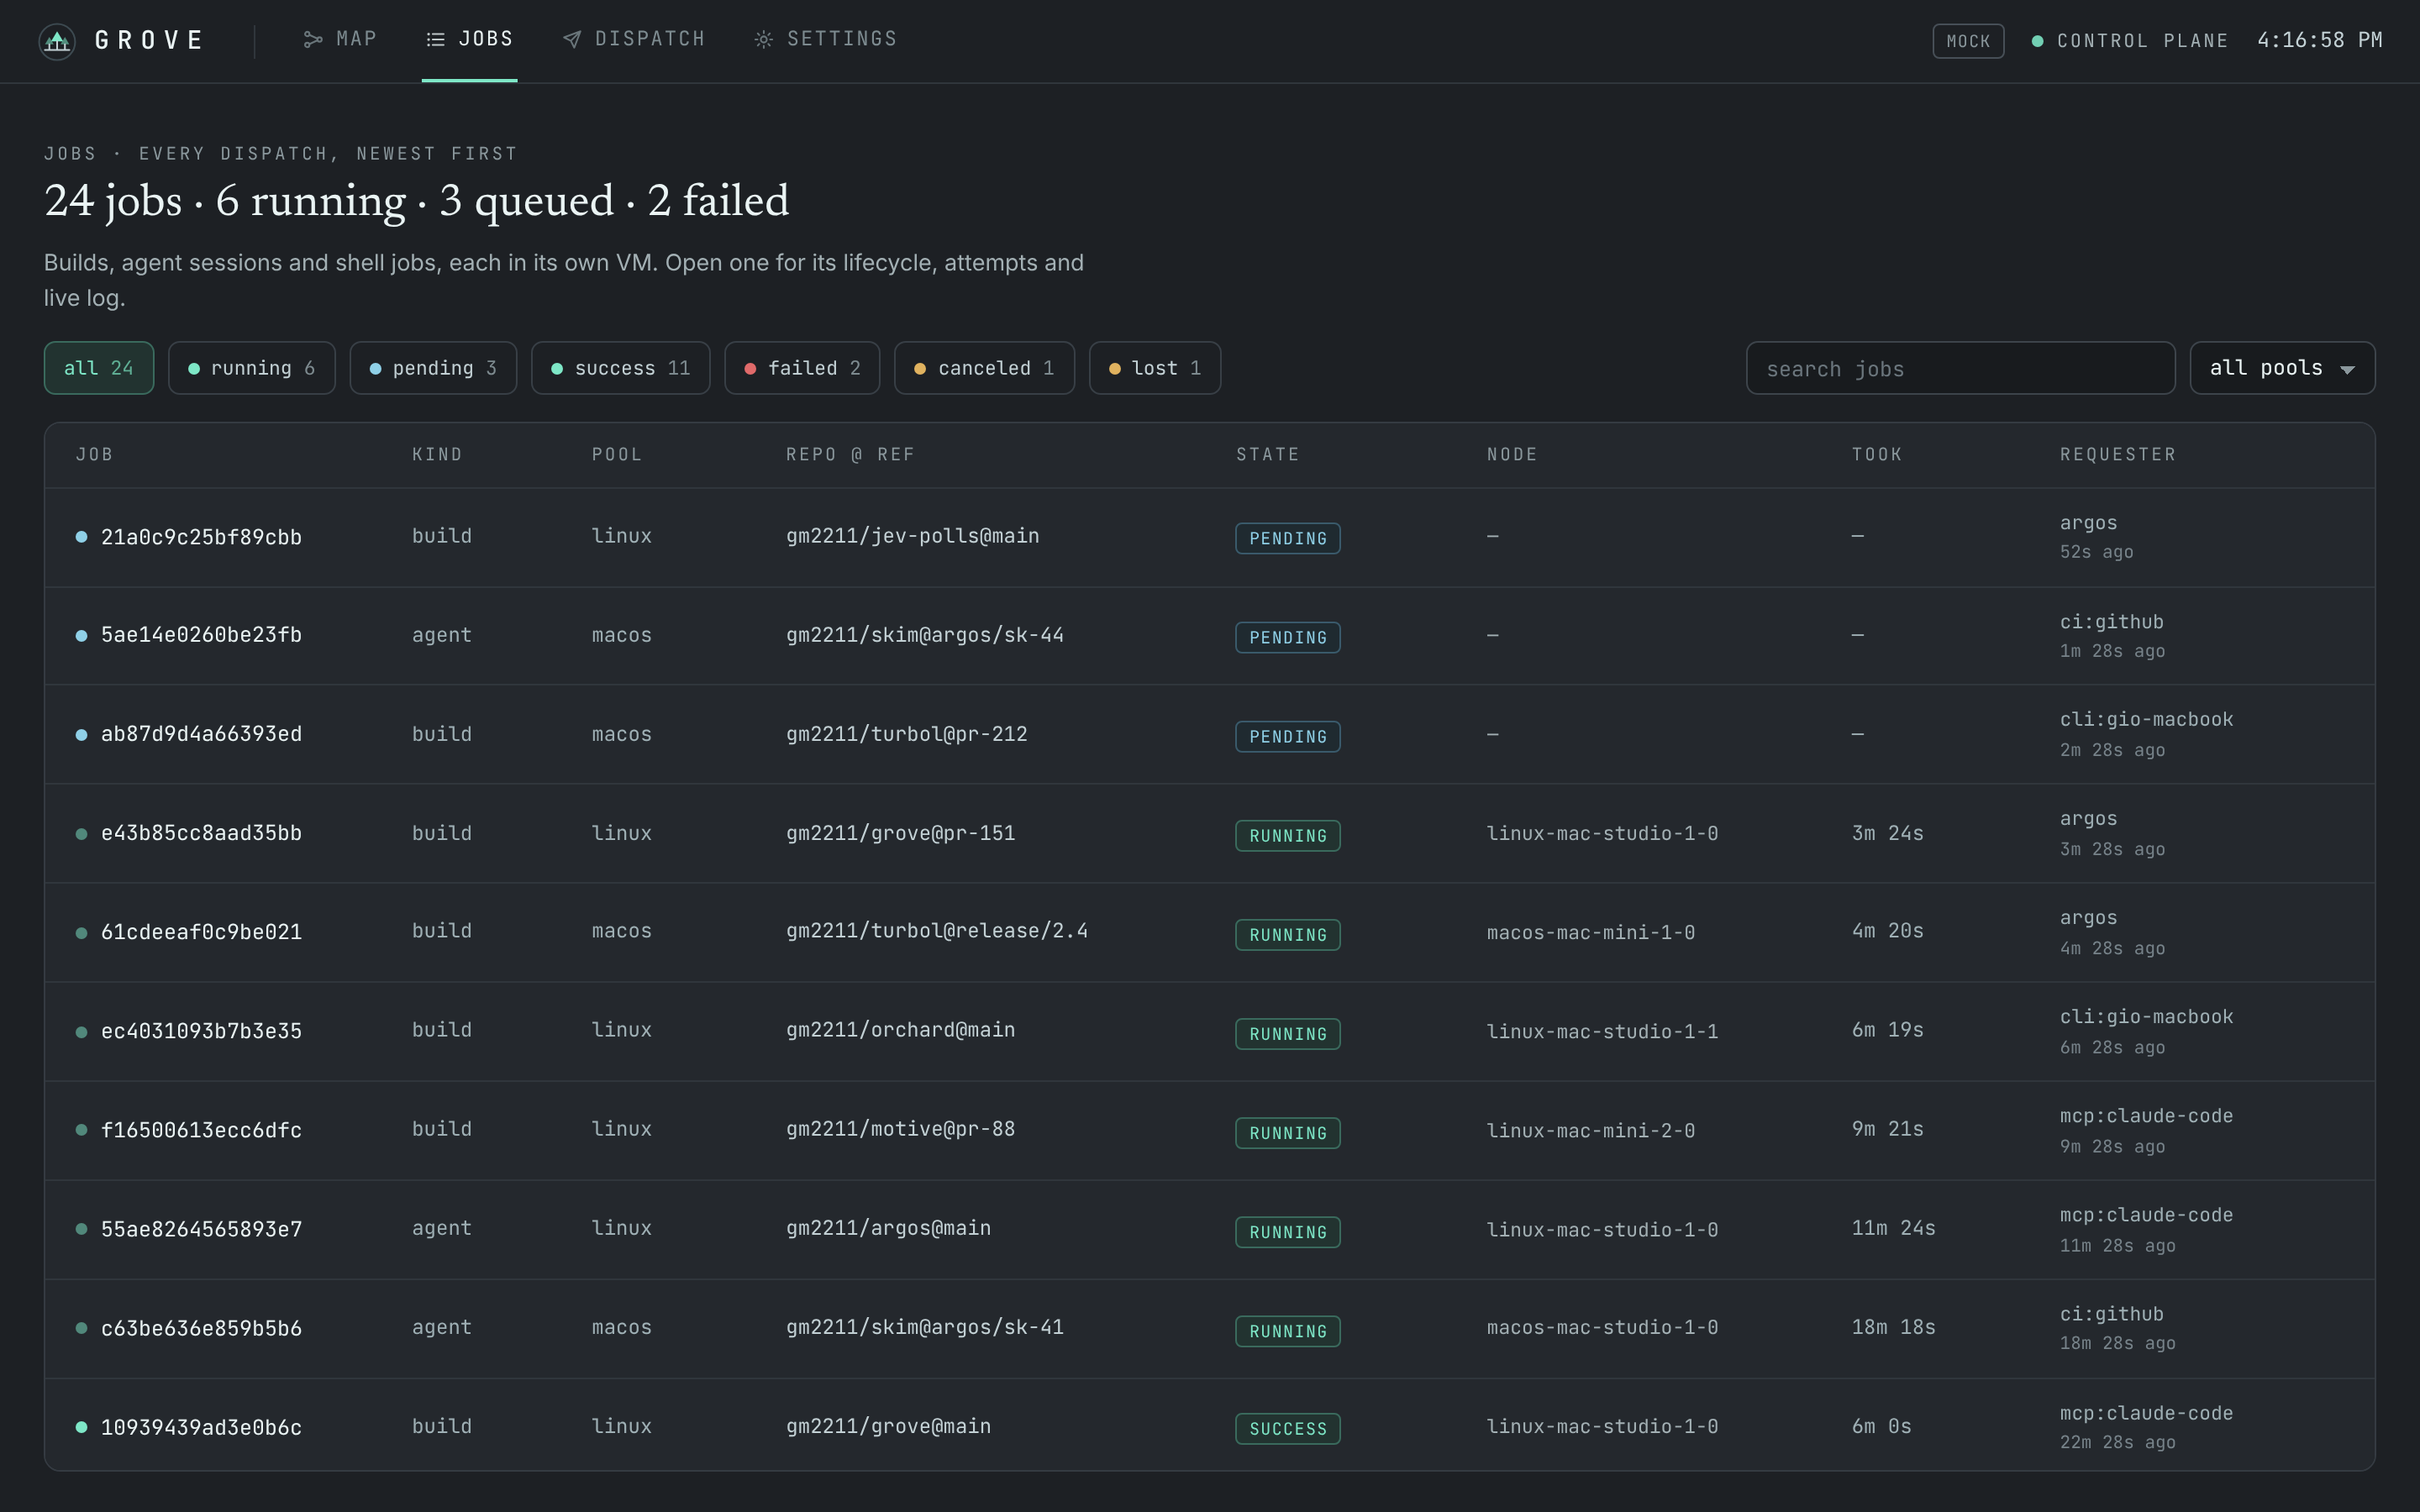 GROVE MAP JOBS DISPATCH SETTINGS MOCK CONTROL PLANE 4:16:58 PM
JOBS · EVERY DISPATCH, NEWEST FIRST
24 jobs · 6 running · 3 queued · 2 failed
Builds, agent sessions and shell jobs, each in its own VM. Open one for its lifecycle, attempts and
live log.
all 24 running 6 pending 3 success 11 failed 2 canceled 1 lost 1 search jobs all pools
JOB KIND POOL REPO @ REF STATE NODE TOOK REQUESTER
21a0c9c25bf89cbb build linux gm2211/jev-polls@main PENDING — — argos
52s ago
5ae14e0260be23fb agent macos gm2211/skim@argos/sk-44 PENDING — — ci:github
1m 28s ago
ab87d9d4a66393ed build macos gm2211/turbol@pr-212 PENDING — — cli:gio-macbook
2m 28s ago
e43b85cc8aad35bb build linux gm2211/grove@pr-151 RUNNING linux-mac-studio-1-0 3m 24s argos
3m 28s ago
61cdeeaf0c9be021 build macos gm2211/turbol@release/2.4 RUNNING macos-mac-mini-1-0 4m 20s argos
4m 28s ago
ec4031093b7b3e35 build linux gm2211/orchard@main RUNNING linux-mac-studio-1-1 6m 19s cli:gio-macbook
6m 28s ago
f16500613ecc6dfc build linux gm2211/motive@pr-88 RUNNING linux-mac-mini-2-0 9m 21s mcp:claude-code
9m 28s ago
55ae8264565893e7 agent linux gm2211/argos@main RUNNING linux-mac-studio-1-0 11m 24s mcp:claude-code
11m 28s ago
c63be636e859b5b6 agent macos gm2211/skim@argos/sk-41 RUNNING macos-mac-studio-1-0 18m 18s ci:github
18m 28s ago
10939439ad3e0b6c build linux gm2211/grove@main SUCCESS linux-mac-studio-1-0 6m 0s mcp:claude-code
22m 28s ago